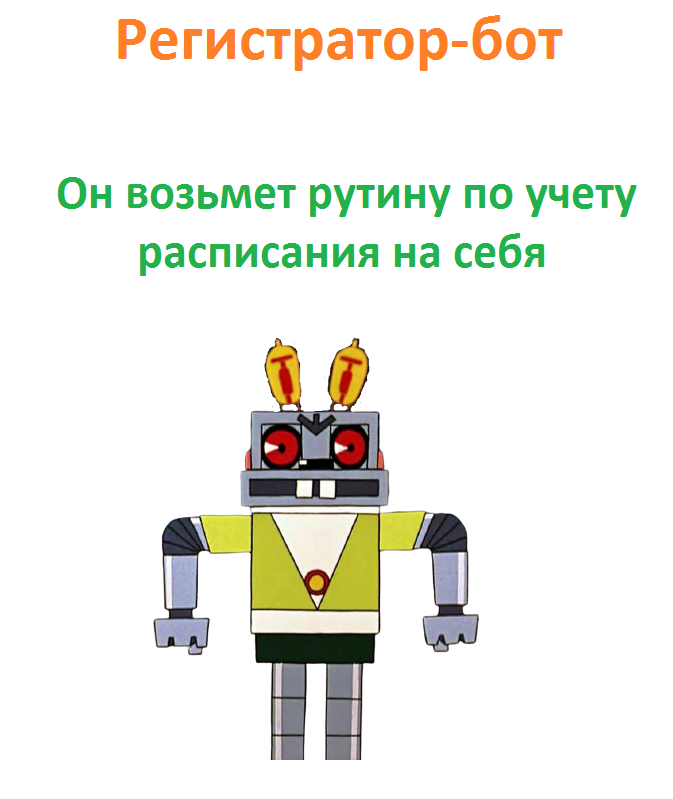 Регистратор-бот
Он возьмет рутину по учету
расписания на себя